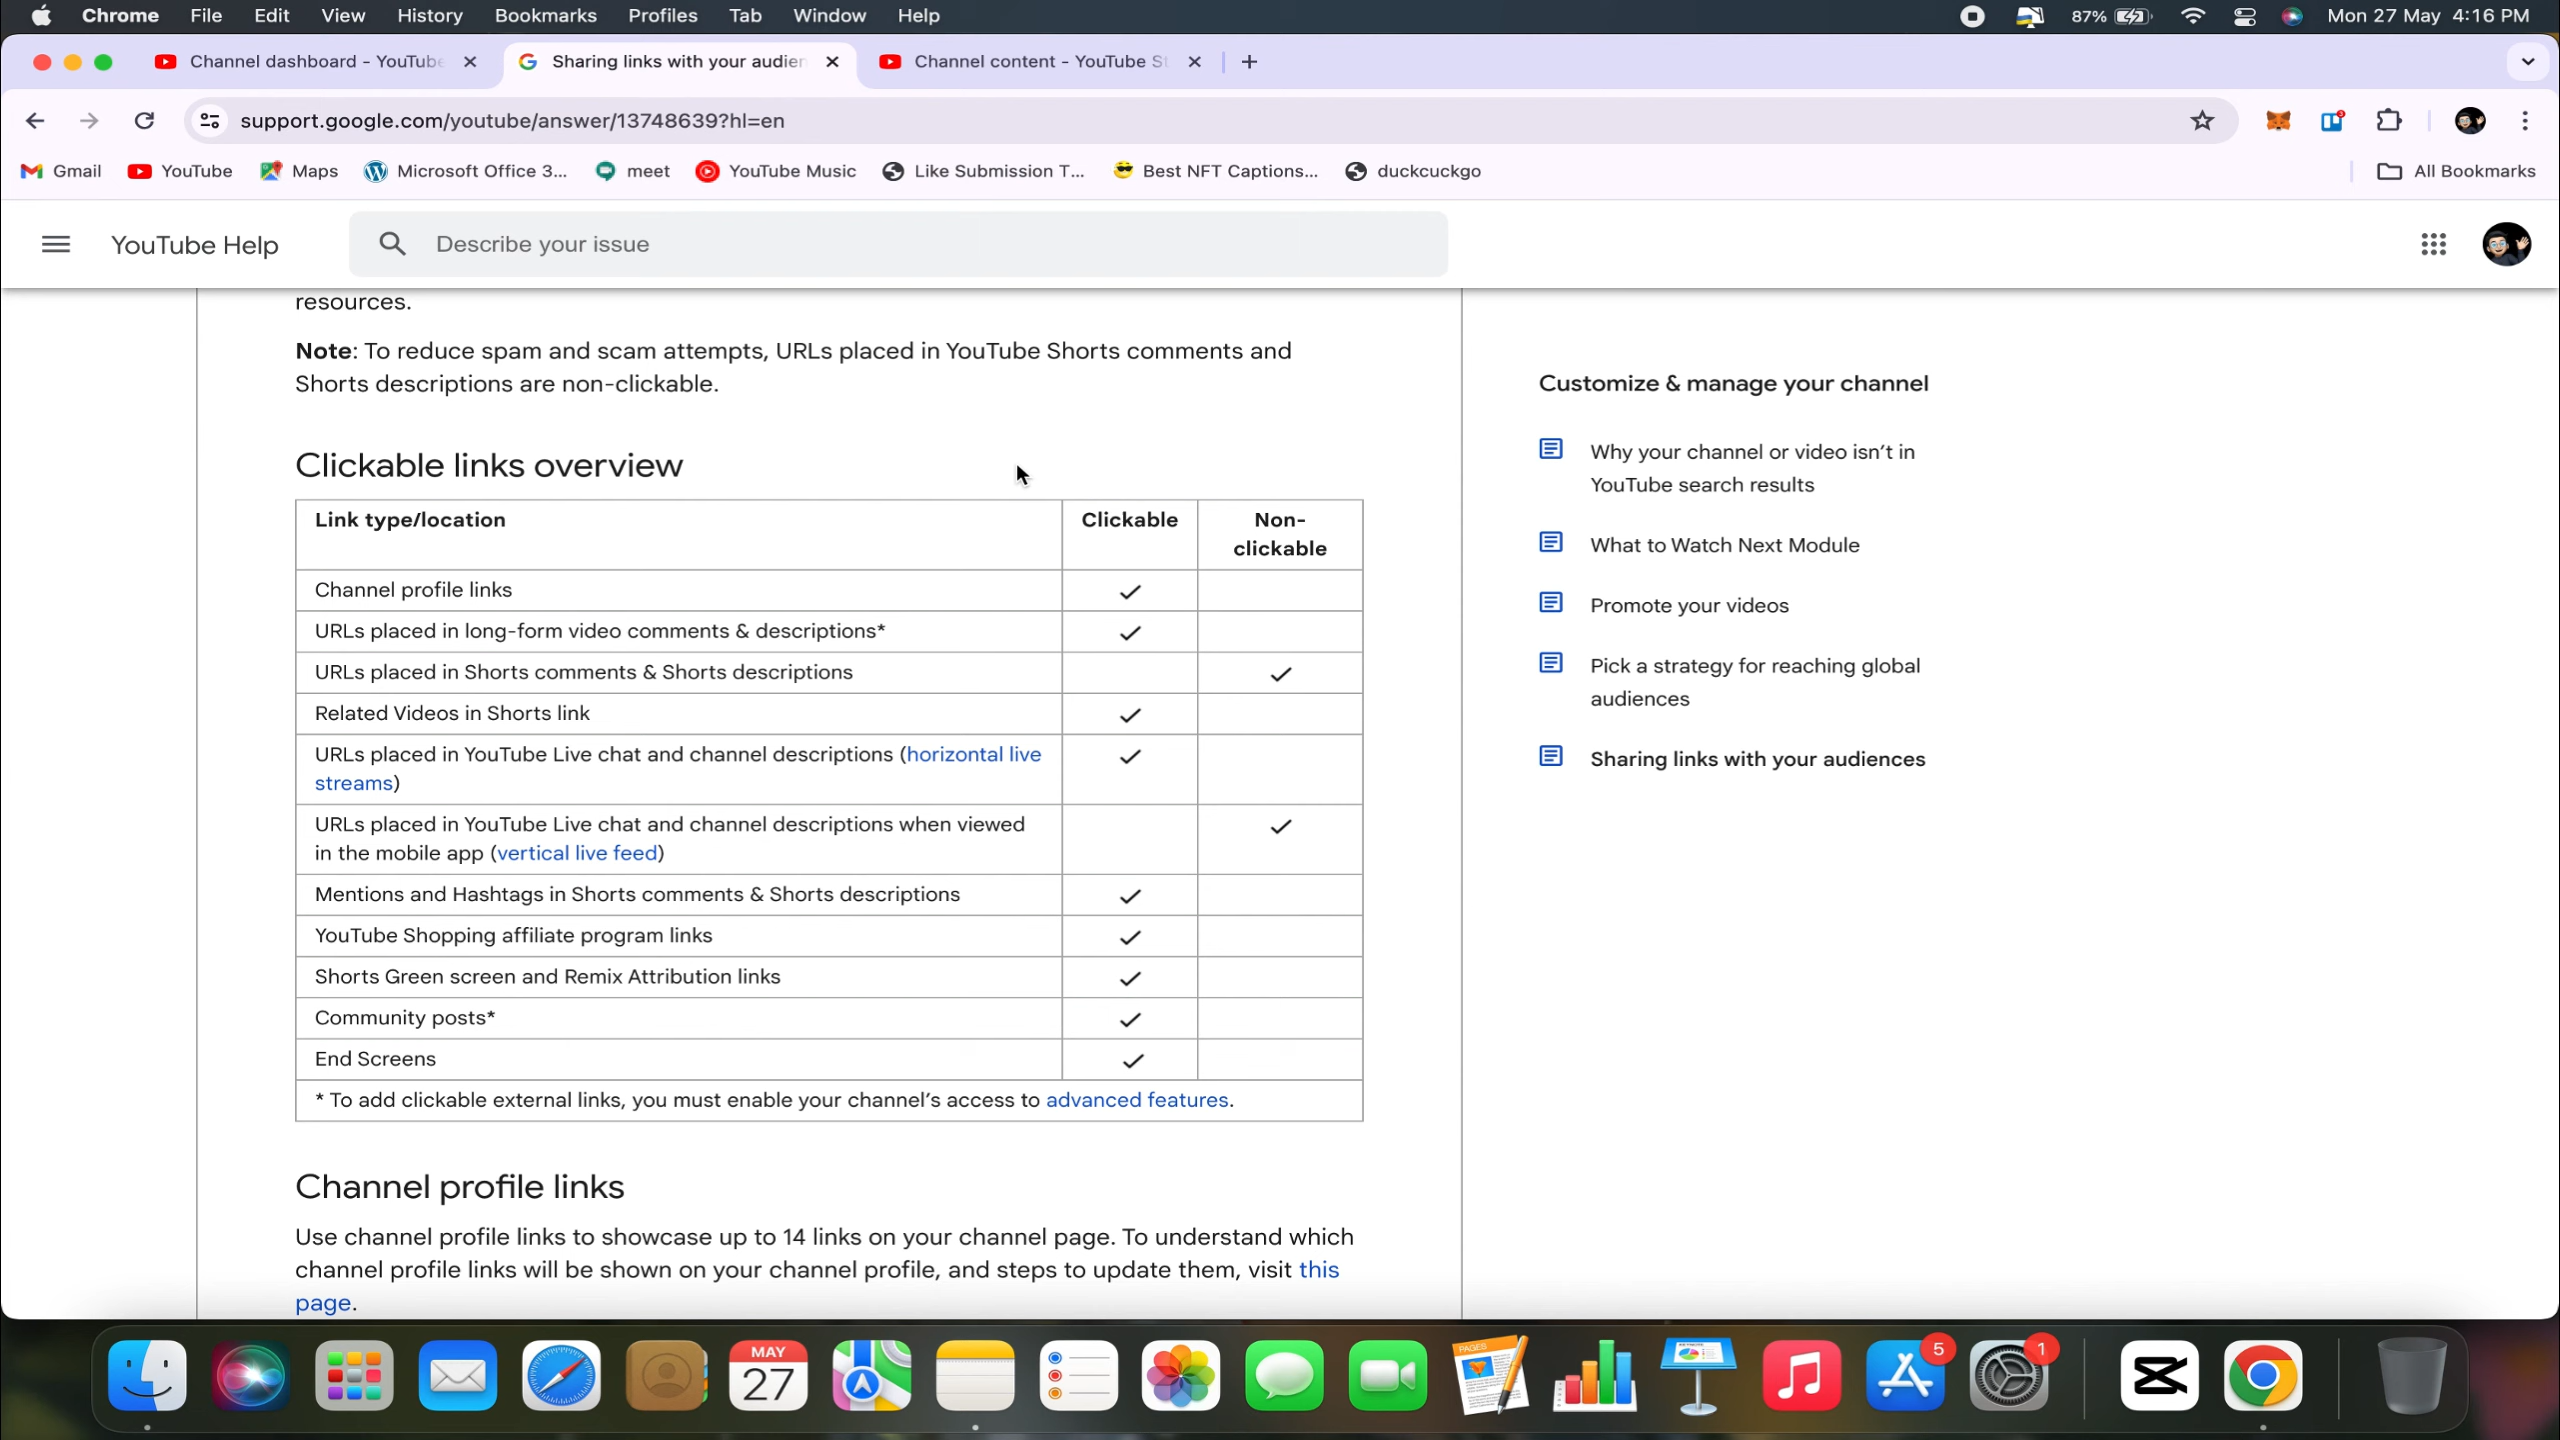 Chrome File Edit View History Bookmarks Profiles Tab Window Help 87% Mon 27 May 4:16 PM
Channel dashboard - YouTube Sharing links with your audien Channel content - YouTube St
support.google.com/youtube/answer/13748639?hl=en
Gmail YouTube Maps Microsoft Office 3... meet YouTube Music Like Submission T... Best NFT Captions... duckcuckgo All Bookmarks
YouTube Help Describe your issue
resources.
Note: To reduce spam and scam attempts, URLs placed in YouTube Shorts comments and
Shorts descriptions are non-clickable.
Clickable links overview
Link type/location Clickable Non-
clickable
Channel profile links
URLs placed in long-form video comments & descriptions*
URLs placed in Shorts comments & Shorts descriptions
Related Videos in Shorts link
URLs placed in YouTube Live chat and channel descriptions (horizontal live
streams)
URLs placed in YouTube Live chat and channel descriptions when viewed
in the mobile app (vertical live feed)
Mentions and Hashtags in Shorts comments & Shorts descriptions
YouTube Shopping affiliate program links
Shorts Green screen and Remix Attribution links
Community posts*
End Screens
* To add clickable external links, you must enable your channel's access to advanced features.
Channel profile links
Use channel profile links to showcase up to 14 links on your channel page. To understand which
channel profile links will be shown on your channel profile, and steps to update them, visit this
page.
Customize & manage your channel
Why your channel or video isn't in
YouTube search results
What to Watch Next Module
Promote your videos
Pick a strategy for reaching global
audiences
Sharing links with your audiences
MAY
27
PAGES
5
1